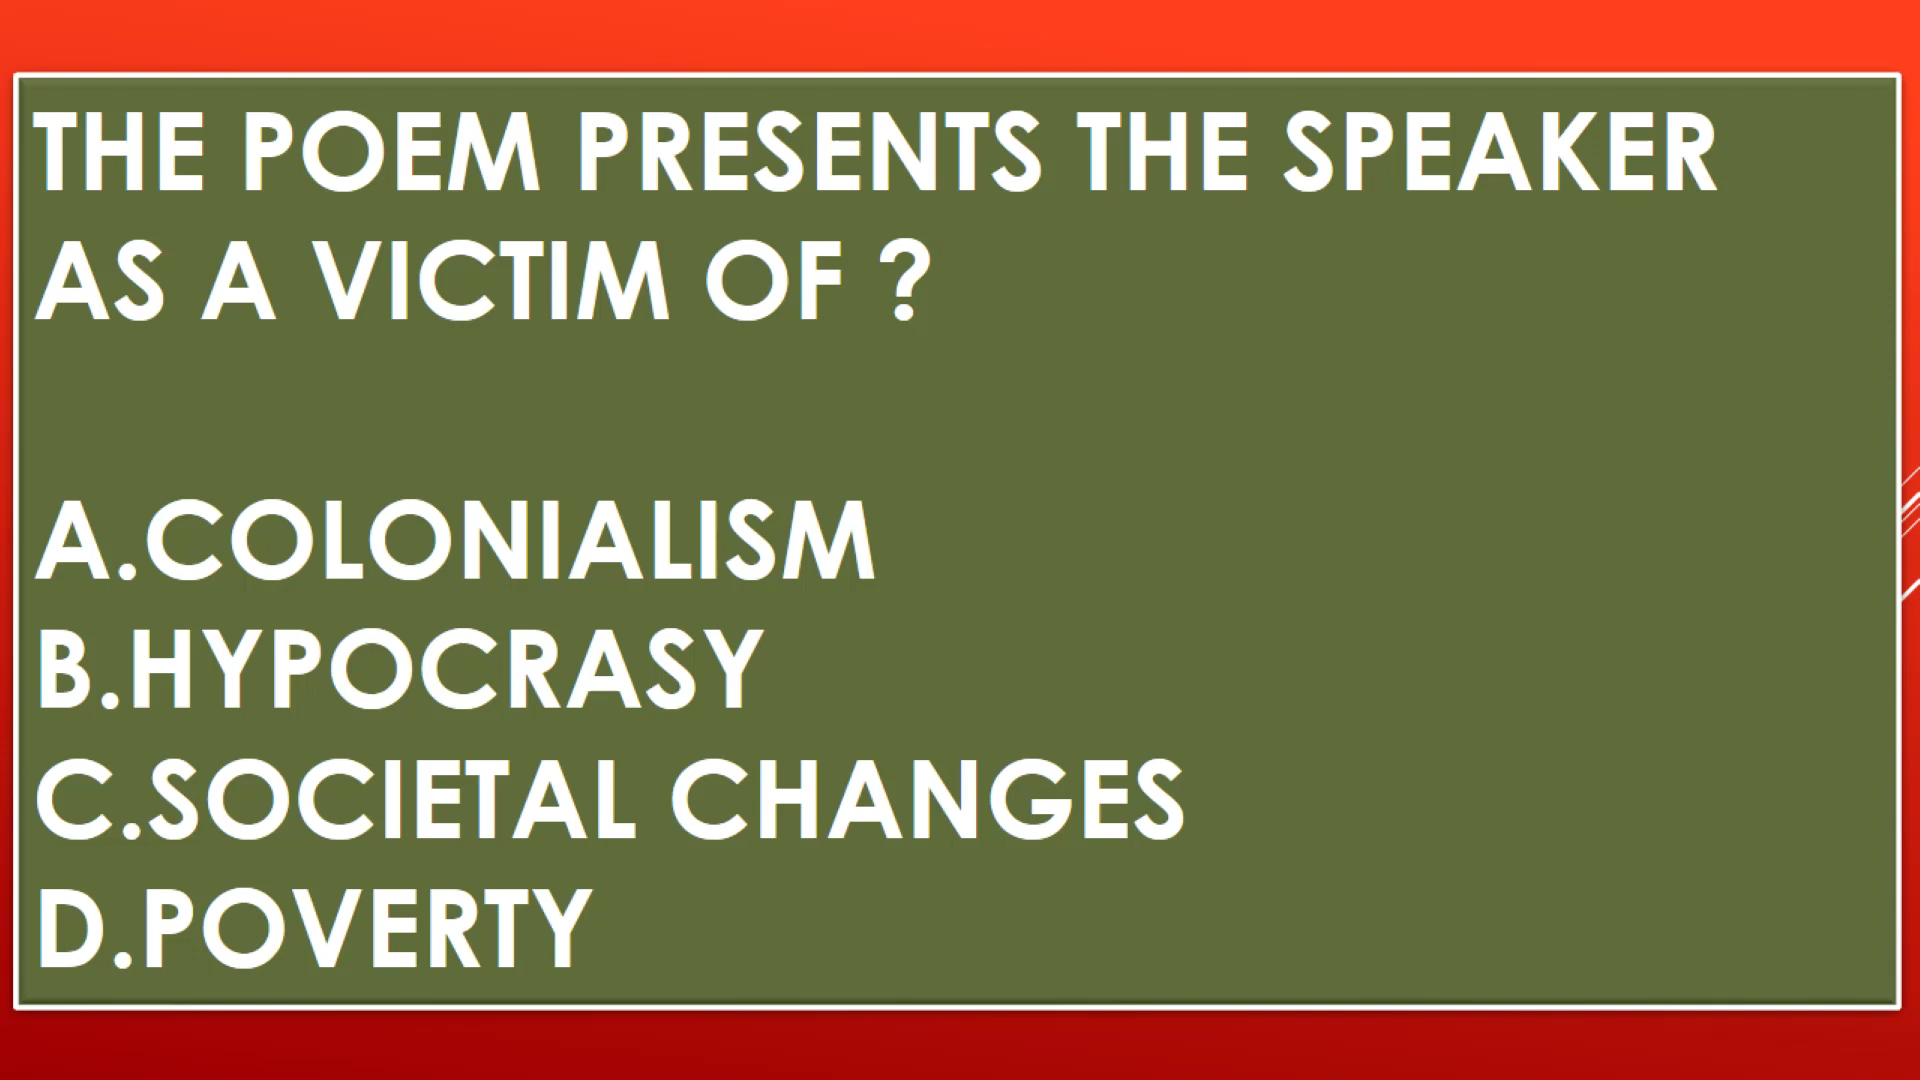 THE POEM PRESENTS THE SPEAKER
AS A VICTIM OF ?
A.COLONIALISM
B.HYPOCRASY
C.SOCIETAL CHANGES
D.POVERTY